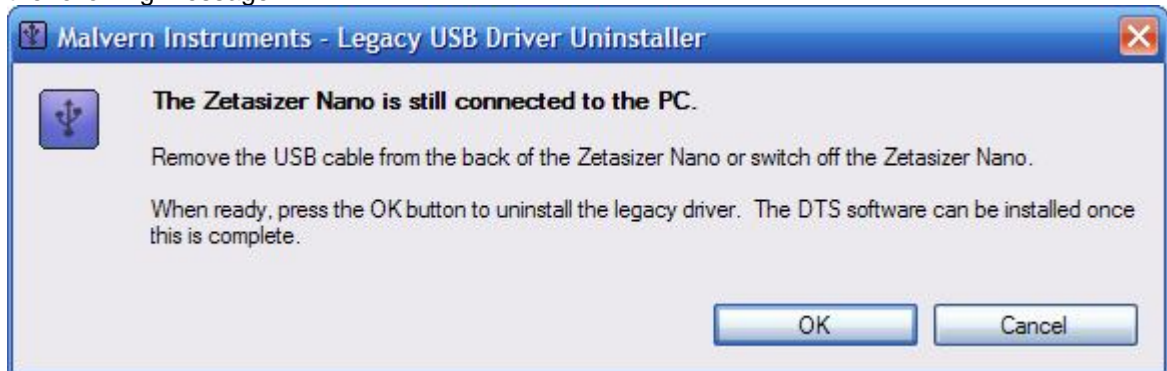 Malvern Instruments - Legacy USB Driver Uninstaller
The Zetasizer Nano is still connected to the PC.
Remove the USB cable from the back of the Zetasizer Nano or switch off the Zetasizer Nano.
When ready, press the OK button to uninstall the legacy driver. The DTS software can be installed once
this is complete.
OK Cancel